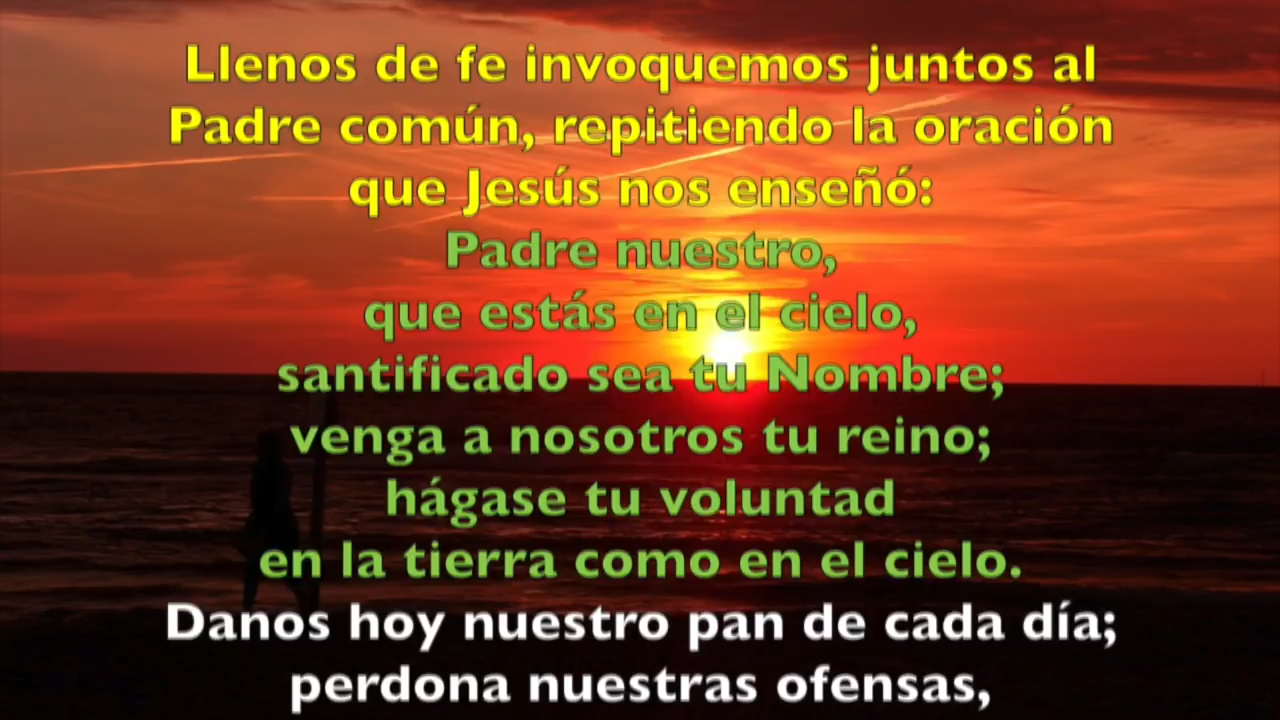 Llenos de fe invoquemos juntos al
Padre común, repitiendo la oración
que Jesús nos enseñó:
Padre nuestro,
que estás en el cielo,
santificado sea tu Nombre;
venga a nosotros tu reino;
hágase tu voluntad
en la tierra como en el cielo.
Danos hoy nuestro pan de cada día;
perdona nuestras ofensas,